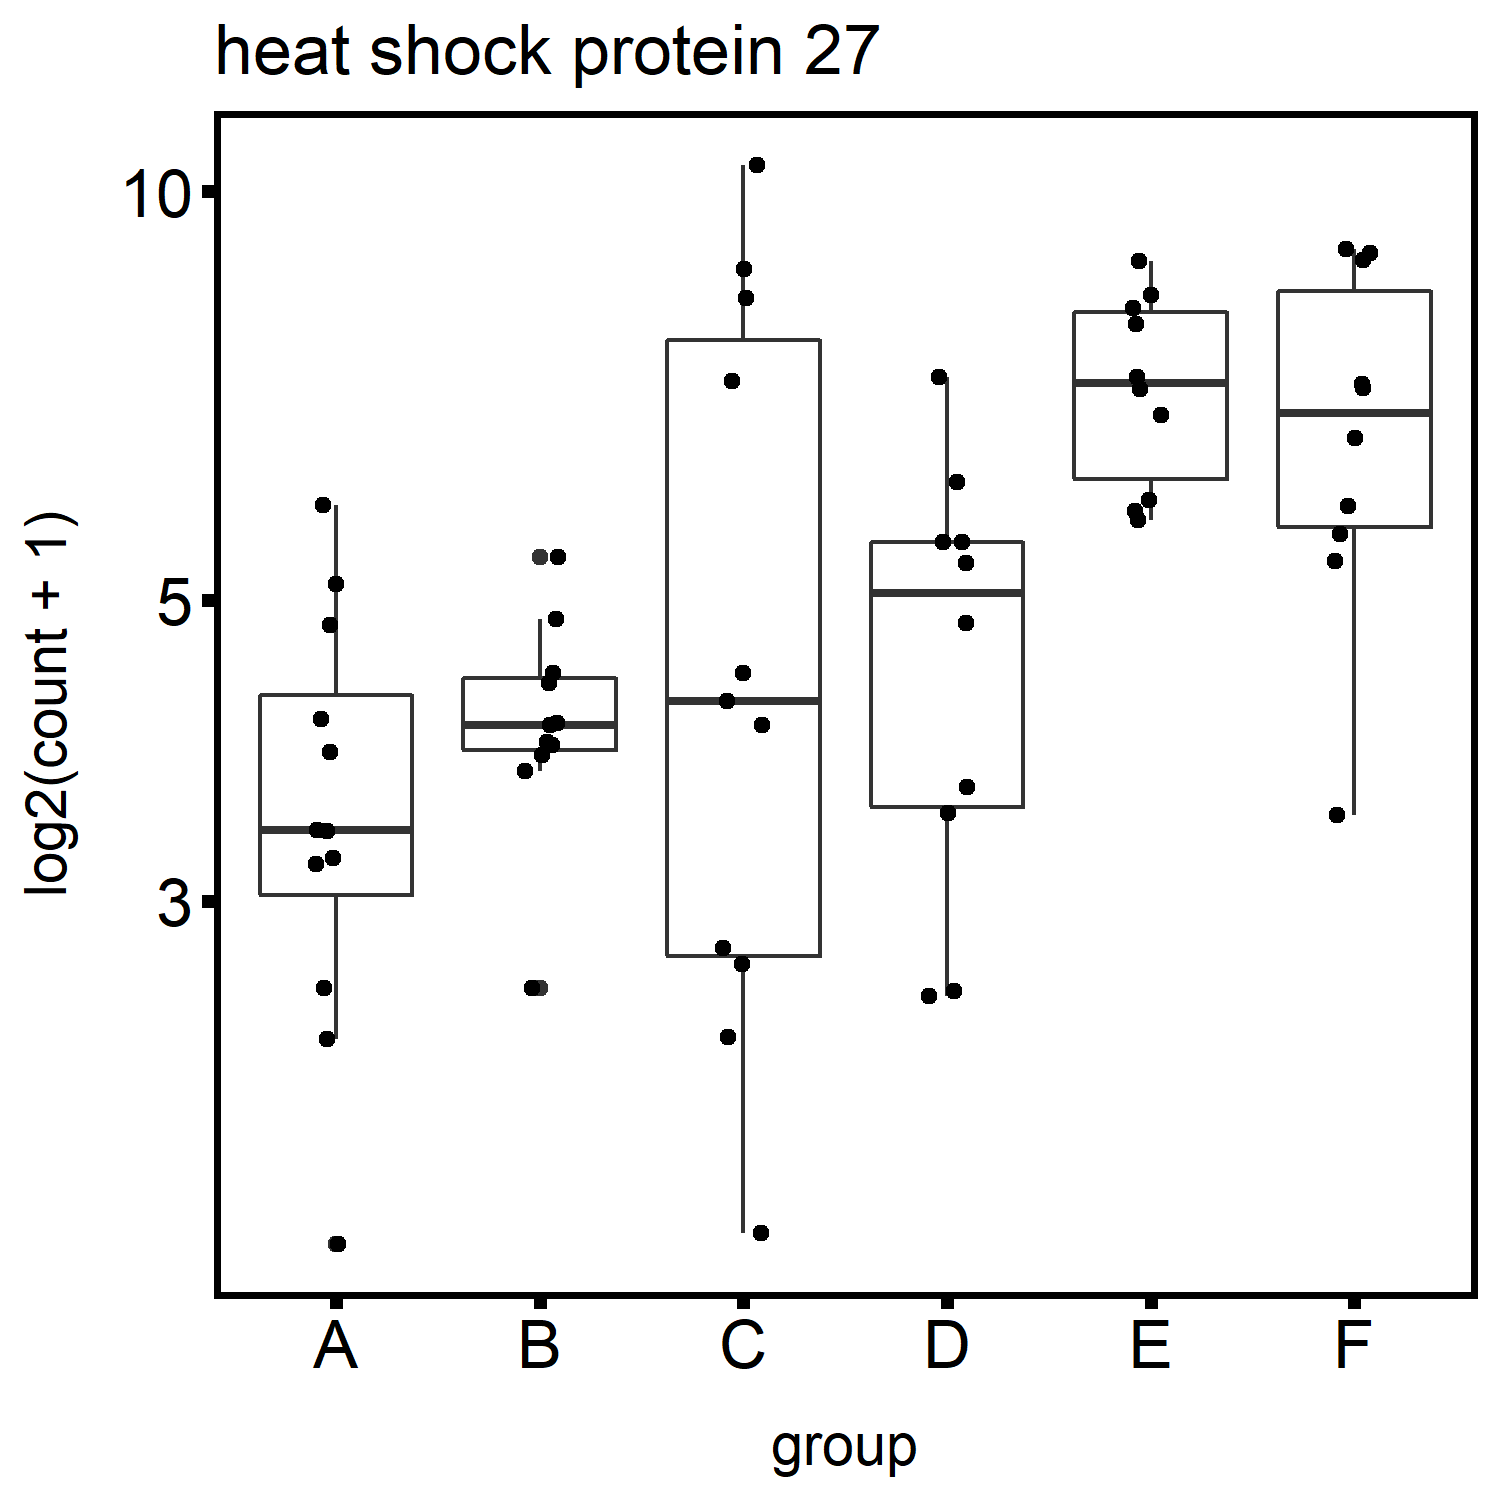 heat shock protein 27
log2(count + 1)
10
5
3
A B C D E F
group